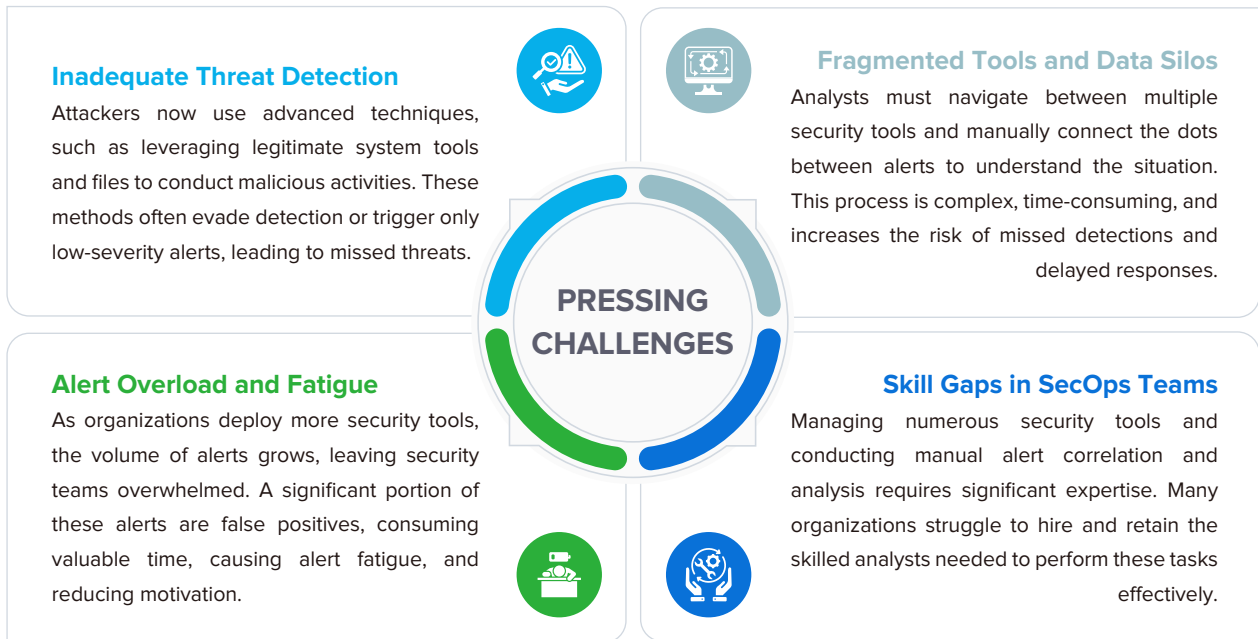 Inadequate Threat Detection
Attackers now use advanced techniques,
such as leveraging legitimate system tools
and files to conduct malicious activities. These
methods often evade detection or trigger only
low-severity alerts, leading to missed threats.
Fragmented Tools and Data Silos
Analysts must navigate between multiple
security tools and manually connect the dots
between alerts to understand the situation.
This process is complex, time-consuming, and
increases the risk of missed detections and
delayed responses.
PRESSING
CHALLENGES
Alert Overload and Fatigue
As organizations deploy more security tools,
the volume of alerts grows, leaving security
teams overwhelmed. A significant portion of
these alerts are false positives, consuming
valuable time, causing alert fatigue, and
reducing motivation.
Skill Gaps in SecOps Teams
Managing numerous security tools and
conducting manual alert correlation and
analysis requires significant expertise. Many
organizations struggle to hire and retain the
skilled analysts needed to perform these tasks
effectively.